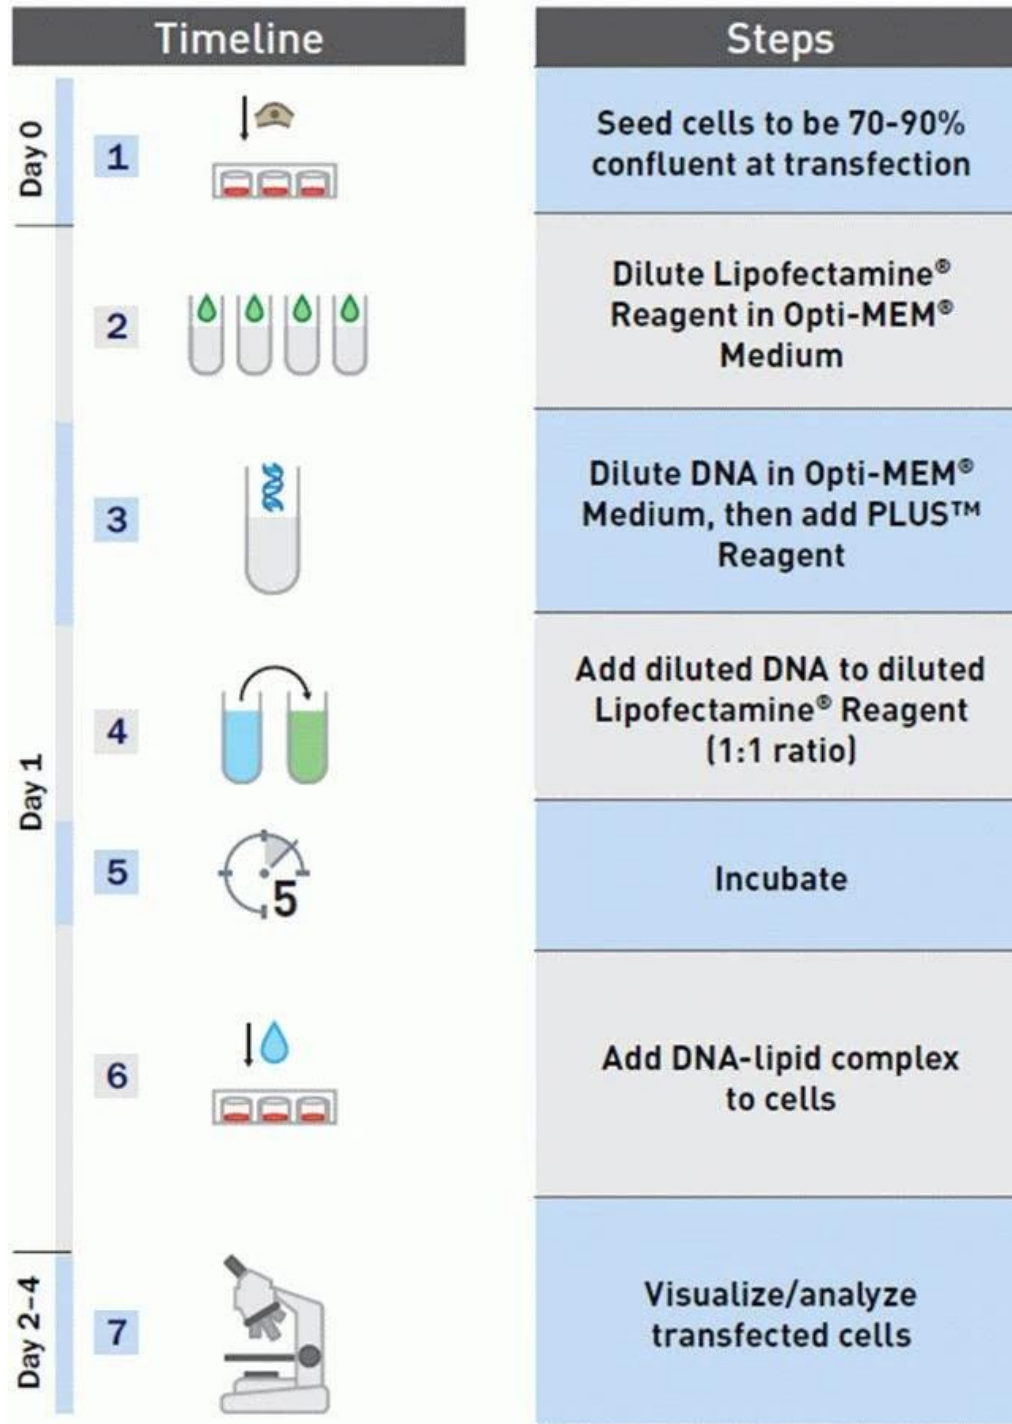 Timeline
Steps
Day 0
1
Seed cells to be 70-90%
confluent at transfection
Day 1
2
Dilute Lipofectamine®
Reagent in Opti-MEM®
Medium
3
Dilute DNA in Opti-MEM®
Medium, then add PLUS™
Reagent
4
Add diluted DNA to diluted
Lipofectamine® Reagent
(1:1 ratio)
5
5
Incubate
6
Add DNA-lipid complex
to cells
Day 2–4
7
Visualize/analyze
transfected cells